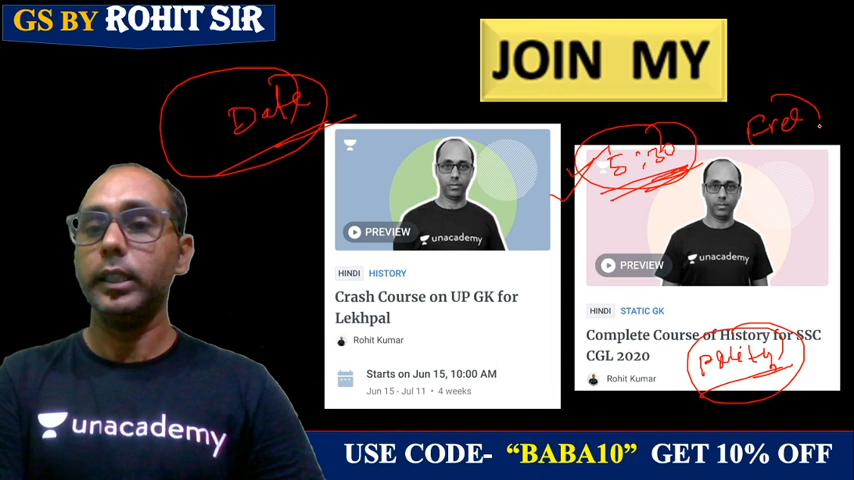 GS BY ROHIT SIR
JOIN MY
Date
5:30
Free
PREVIEW
unacademy
HINDI HISTORY
Crash Course on UP GK for
Lekhpal
Rohit Kumar
Starts on Jun 15, 10:00 AM
Jun 15 - Jul 11 • 4 weeks
PREVIEW
unacademy
HINDI STATIC GK
Complete Course of History for SSC
CGL 2020
Rohit Kumar
polity
unacademy
USE CODE- “BABA10” GET 10% OFF